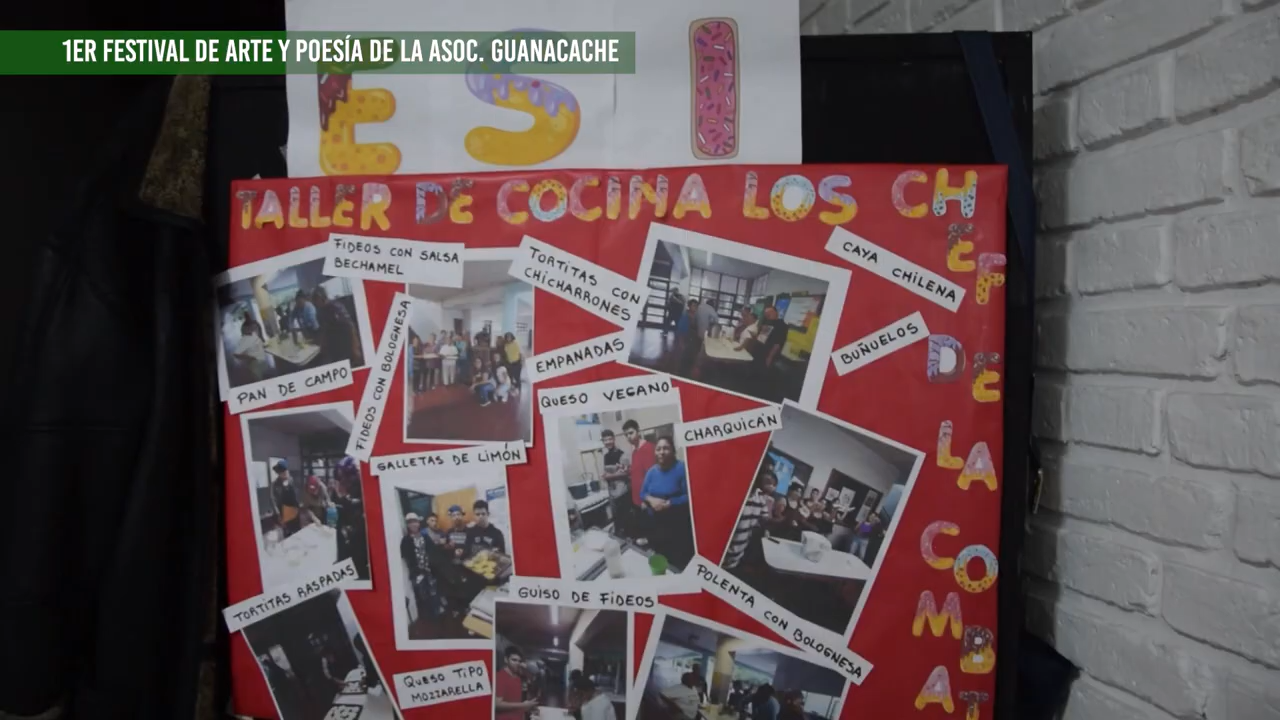 1ER FESTIVAL DE ARTE Y POESÍA DE LA ASOC. GUANACACHE
ESI
TALLER DE COCINA LOS CHEF DE LA COMBAT
FIDEOS CON SALSA
BECHAMEL
TORTITAS CON
CHICHARRONES
CAYA CHILENA
PAN DE CAMPO
FIDEOS CON BOLOGNESA
EMPANADAS
BUÑUELOS
QUESO VEGANO
CHARQUICÁN
GALLETAS DE LIMÓN
TORTITAS RASPADAS
GUISO DE FIDEOS
POLENTA CON BOLOGNESA
QUESO TIPO
MOZZARELLA